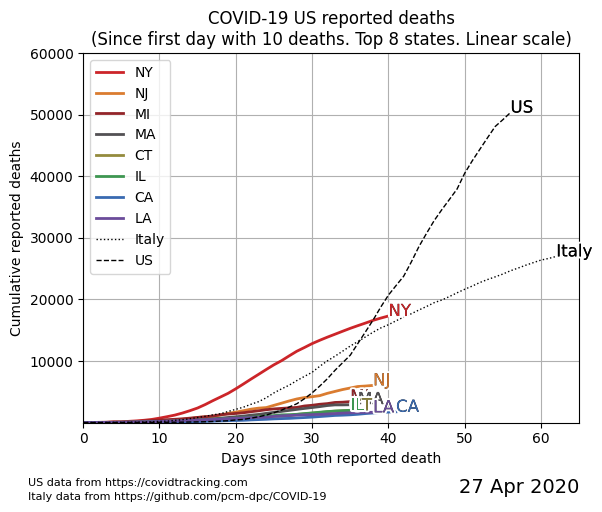 COVID-19 US reported deaths
(Since first day with 10 deaths. Top 8 states. Linear scale)
60000
50000
40000
30000
20000
10000
Cumulative reported deaths
NY
NJ
MI
MA
CT
IL
CA
LA
Italy
US
US
Italy
NY
NJ
MA
IL
LA
CA
0
10
20
30
40
50
60
Days since 10th reported death
US data from https://covidtracking.com
Italy data from https://github.com/pcm-dpc/COVID-19
27 Apr 2020